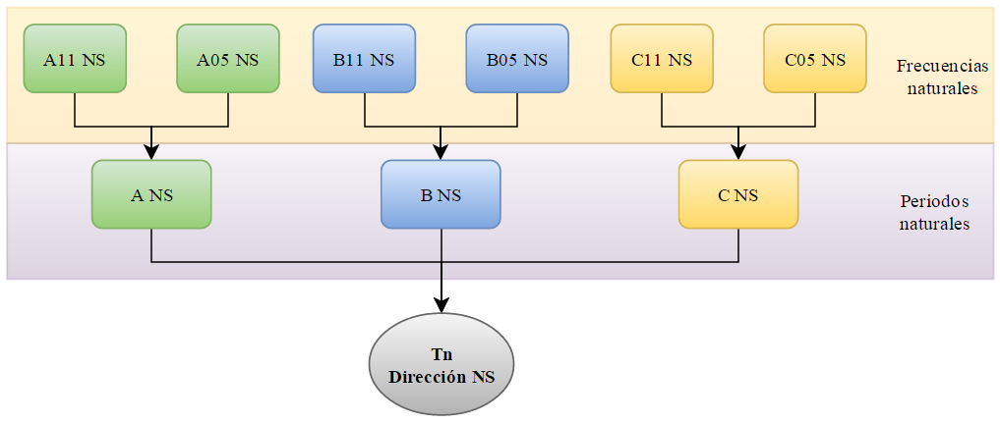 A11 NS
A05 NS
B11 NS
B05 NS
C11 NS
C05 NS
Frecuencias
naturales
A NS
B NS
C NS
Periodos
naturales
Tn
Dirección NS